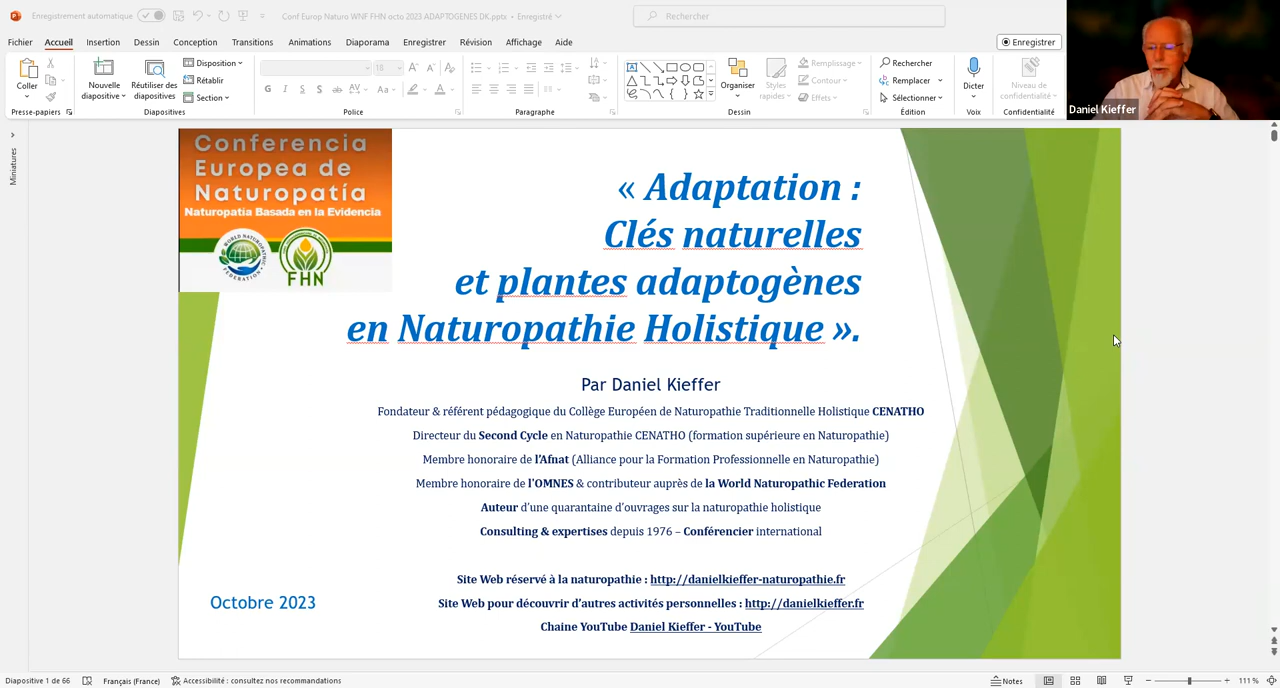 Enregistrement automatique
Conf Europ Naturo WNF FHN octo 2023 ADAPTOGENES DK.pptx • Enregistré
Rechercher
Fichier Accueil Insertion Dessin Conception Transitions Animations Diaporama Enregistrer Révision Affichage Aide
Enregistrer
Coller
Nouvelle diapositive
Réutiliser des diapositives
Disposition
Rétablir
Section
18
G I S S ab AV Aa A
Organiser
Styles rapides
Remplissage
Contour
Effets
Rechercher
Remplacer
Sélectionner
Dicter
Niveau de confidentialité
Presse-papiers Diapositives Police Paragraphe Dessin Édition Voix Confidentialité
Daniel Kieffer
Miniatures
Conferencia
Europea de
Naturopatía
Naturopatia Basada en la Evidencia
WORLD NATUROPATHIC FEDERATION
FHN
« Adaptation :
Clés naturelles
et plantes adaptogènes
en Naturopathie Holistique ».
Par Daniel Kieffer
Fondateur & référent pédagogique du Collège Européen de Naturopathie Traditionnelle Holistique CENATHO
Directeur du Second Cycle en Naturopathie CENATHO (formation supérieure en Naturopathie)
Membre honoraire de l’Afnat (Alliance pour la Formation Professionnelle en Naturopathie)
Membre honoraire de l'OMNES & contributeur auprès de la World Naturopathic Federation
Auteur d’une quarantaine d’ouvrages sur la naturopathie holistique
Consulting & expertises depuis 1976 – Conférencier international
Site Web réservé à la naturopathie : http://danielkieffer-naturopathie.fr
Site Web pour découvrir d’autres activités personnelles : http://danielkieffer.fr
Chaine YouTube Daniel Kieffer - YouTube
Octobre 2023
Diapositive 1 de 66
Français (France)
Accessibilité : consultez nos recommandations
Notes
111 %